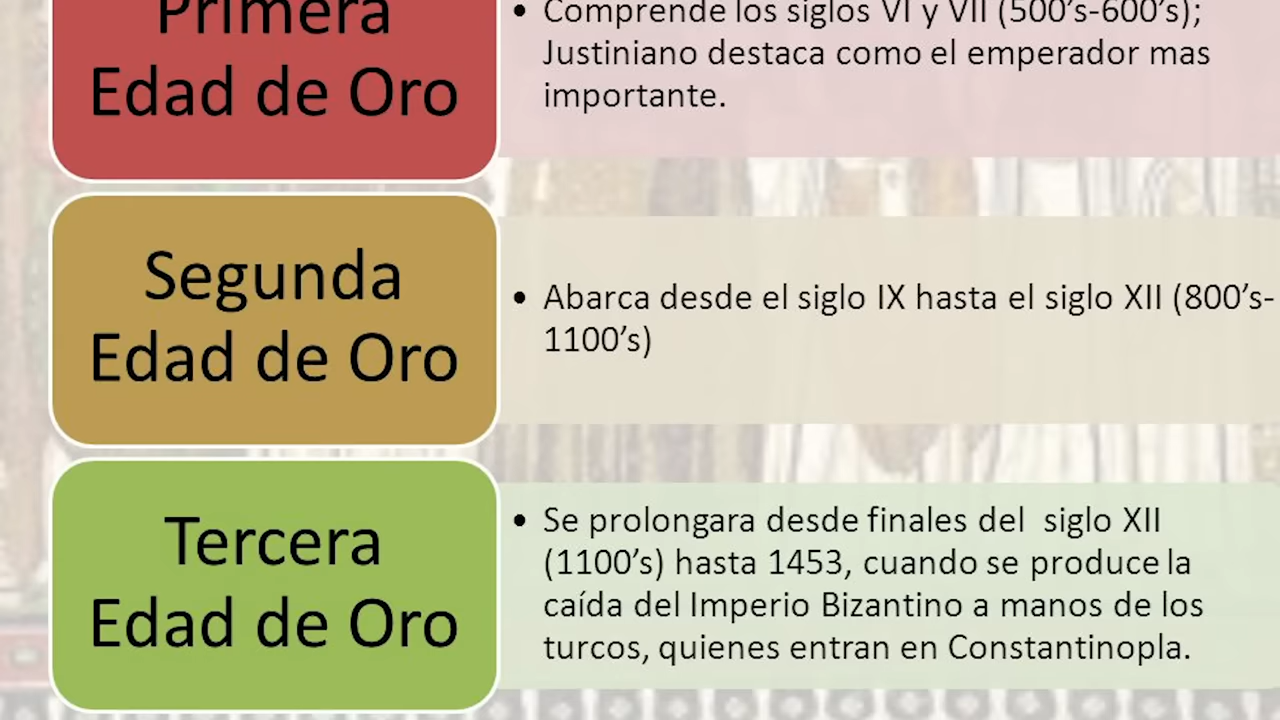 Primera
Edad de Oro
• Comprende los siglos VI y VII (500’s-600’s);
Justiniano destaca como el emperador mas
importante.
Segunda
Edad de Oro
• Abarca desde el siglo IX hasta el siglo XII (800’s-
1100’s)
Tercera
Edad de Oro
• Se prolongara desde finales del  siglo XII
(1100’s) hasta 1453, cuando se produce la
caída del Imperio Bizantino a manos de los
turcos, quienes entran en Constantinopla.